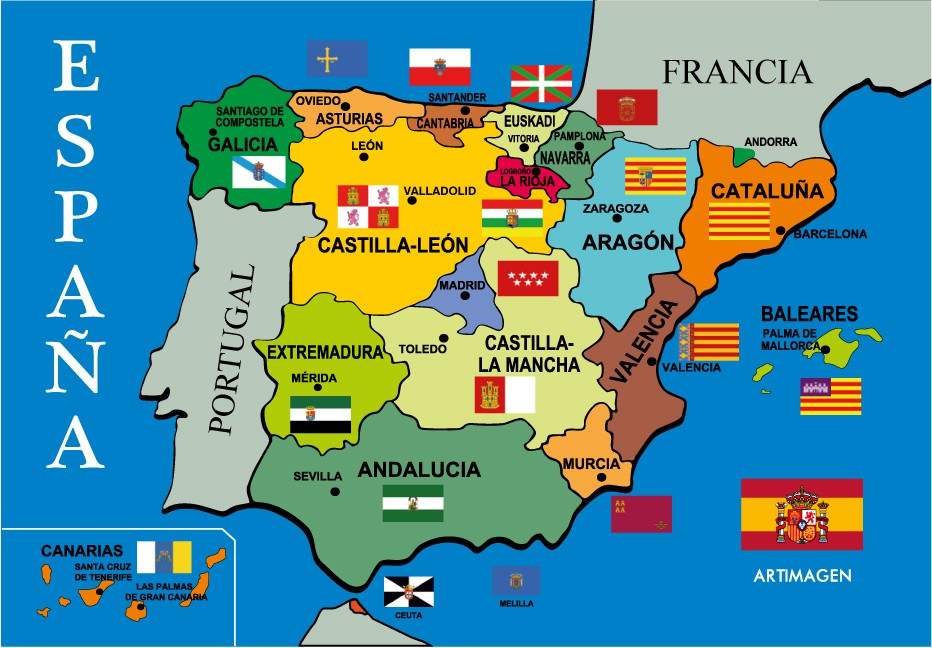 ESPAÑA
FRANCIA
OVIEDO
ASTURIAS
SANTANDER
CANTABRIA
EUSKADI
VITORIA
PAMPLONA
NAVARRA
SANTIAGO DE
COMPOSTELA
GALICIA
LEÓN
LOGROÑO
LA RIOJA
ANDORRA
VALLADOLID
CASTILLA-LEÓN
ZARAGOZA
ARAGÓN
CATALUÑA
BARCELONA
PORTUGAL
MADRID
TOLEDO
CASTILLA-
LA MANCHA
VALENCIA
VALENCIA
BALEARES
PALMA DE
MALLORCA
EXTREMADURA
MÉRIDA
SEVILLA
ANDALUCIA
MURCIA
ARTIMAGEN
CANARIAS
SANTA CRUZ
DE TENERIFE
LAS PALMAS
DE GRAN CANARIA
CEUTA
MELILLA